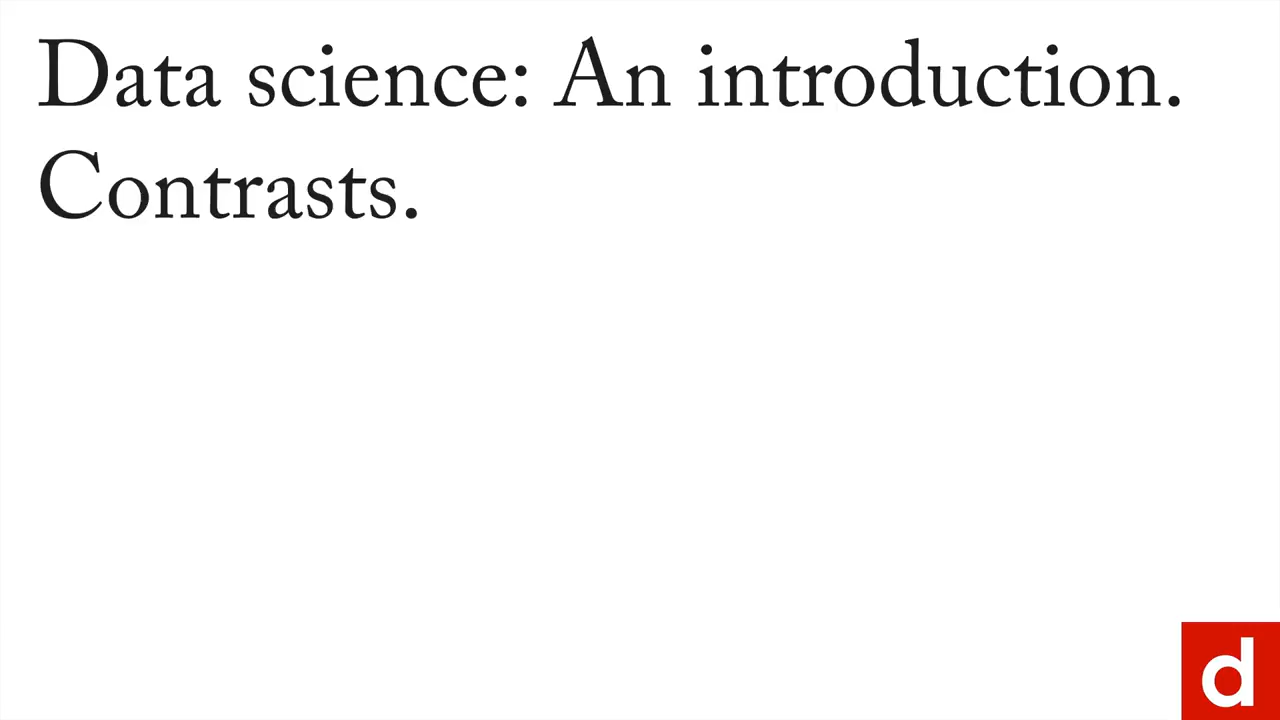 Data science: An introduction.
Contrasts.
d